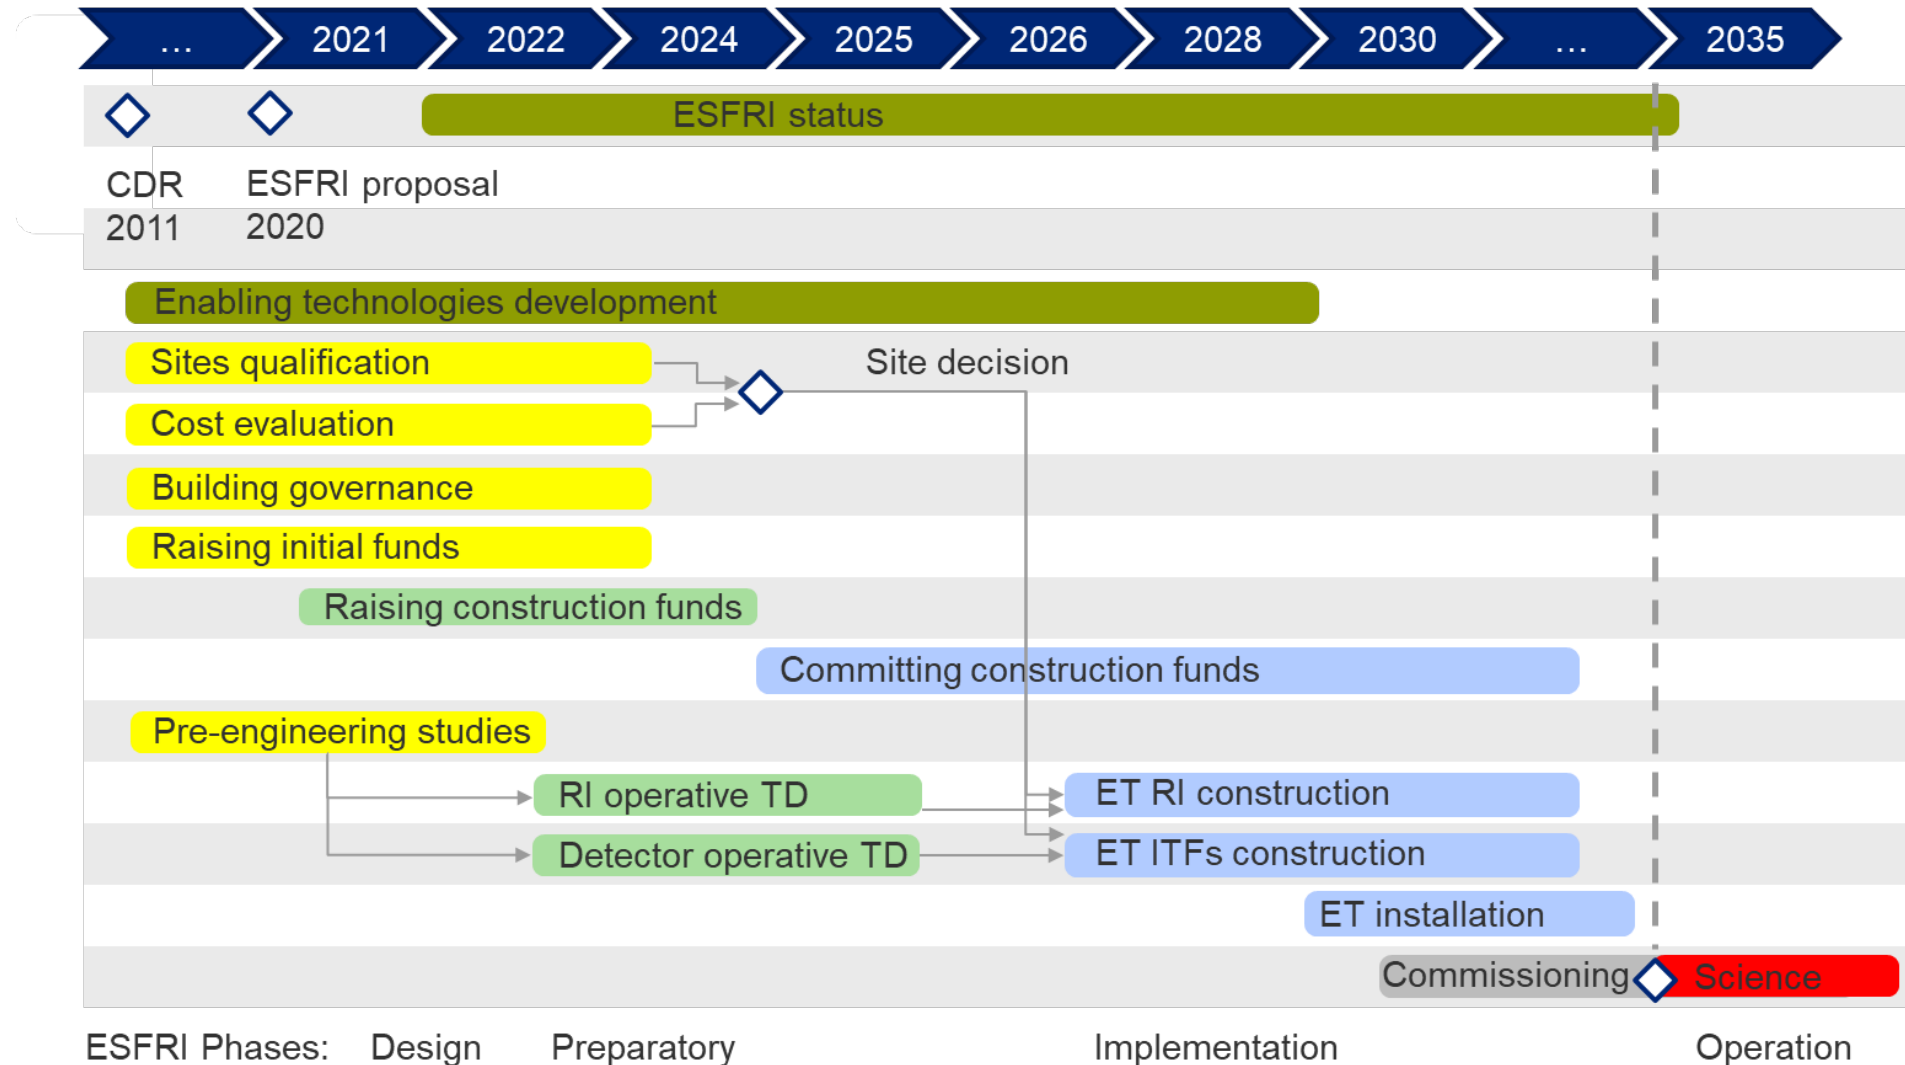 … 2021 2022 2024 2025 2026 2028 2030 … 2035
ESFRI status
CDR
2011
ESFRI proposal
2020
Enabling technologies development
Sites qualification
Site decision
Cost evaluation
Building governance
Raising initial funds
Raising construction funds
Committing construction funds
Pre-engineering studies
RI operative TD
ET RI construction
Detector operative TD
ET ITFs construction
ET installation
Commissioning
Science
ESFRI Phases: Design Preparatory Implementation Operation